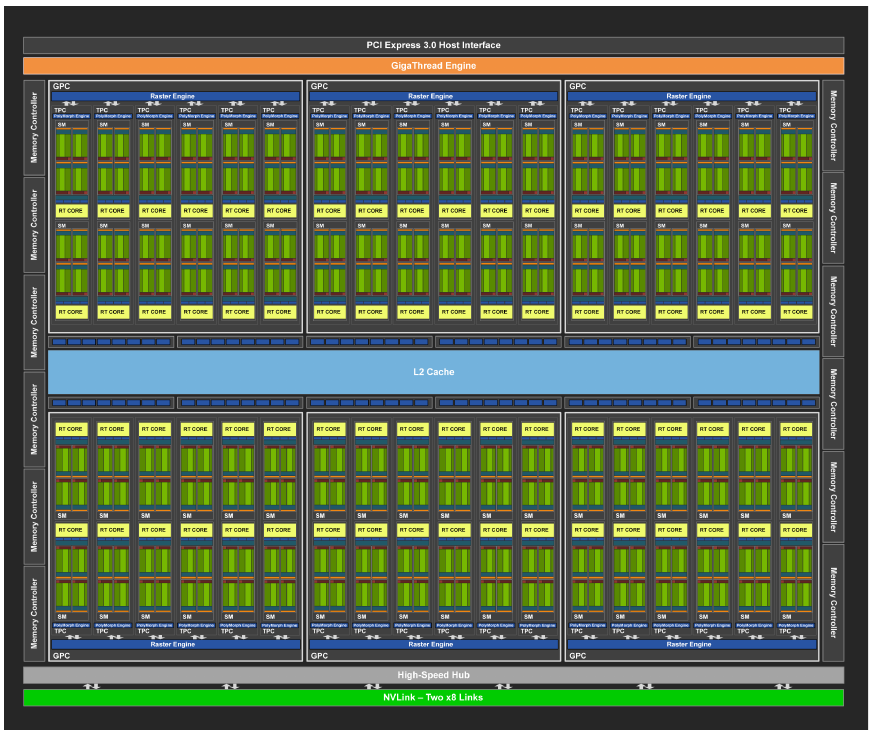 PCI Express 3.0 Host Interface
GigaThread Engine
GPC GPC GPC
Raster Engine Raster Engine Raster Engine
TPC TPC TPC TPC TPC TPC TPC TPC TPC TPC TPC TPC TPC TPC TPC TPC TPC TPC
PolyMorph Engine PolyMorph Engine PolyMorph Engine PolyMorph Engine PolyMorph Engine PolyMorph Engine PolyMorph Engine PolyMorph Engine PolyMorph Engine PolyMorph Engine PolyMorph Engine PolyMorph Engine PolyMorph Engine PolyMorph Engine PolyMorph Engine PolyMorph Engine PolyMorph Engine PolyMorph Engine
SM SM SM SM SM SM SM SM SM SM SM SM SM SM SM SM SM SM
RT CORE RT CORE RT CORE RT CORE RT CORE RT CORE RT CORE RT CORE RT CORE RT CORE RT CORE RT CORE RT CORE RT CORE RT CORE RT CORE RT CORE RT CORE
SM SM SM SM SM SM SM SM SM SM SM SM SM SM SM SM SM SM
RT CORE RT CORE RT CORE RT CORE RT CORE RT CORE RT CORE RT CORE RT CORE RT CORE RT CORE RT CORE RT CORE RT CORE RT CORE RT CORE RT CORE RT CORE
L2 Cache
RT CORE RT CORE RT CORE RT CORE RT CORE RT CORE RT CORE RT CORE RT CORE RT CORE RT CORE RT CORE RT CORE RT CORE RT CORE RT CORE RT CORE RT CORE
SM SM SM SM SM SM SM SM SM SM SM SM SM SM SM SM SM SM
RT CORE RT CORE RT CORE RT CORE RT CORE RT CORE RT CORE RT CORE RT CORE RT CORE RT CORE RT CORE RT CORE RT CORE RT CORE RT CORE RT CORE RT CORE
SM SM SM SM SM SM SM SM SM SM SM SM SM SM SM SM SM SM
PolyMorph Engine PolyMorph Engine PolyMorph Engine PolyMorph Engine PolyMorph Engine PolyMorph Engine PolyMorph Engine PolyMorph Engine PolyMorph Engine PolyMorph Engine PolyMorph Engine PolyMorph Engine PolyMorph Engine PolyMorph Engine PolyMorph Engine PolyMorph Engine PolyMorph Engine PolyMorph Engine
TPC TPC TPC TPC TPC TPC TPC TPC TPC TPC TPC TPC TPC TPC TPC TPC TPC TPC
Raster Engine Raster Engine Raster Engine
GPC GPC GPC
Memory Controller
Memory Controller
Memory Controller
Memory Controller
Memory Controller
Memory Controller
Memory Controller
Memory Controller
Memory Controller
Memory Controller
Memory Controller
Memory Controller
High-Speed Hub
NVLink – Two x8 Links